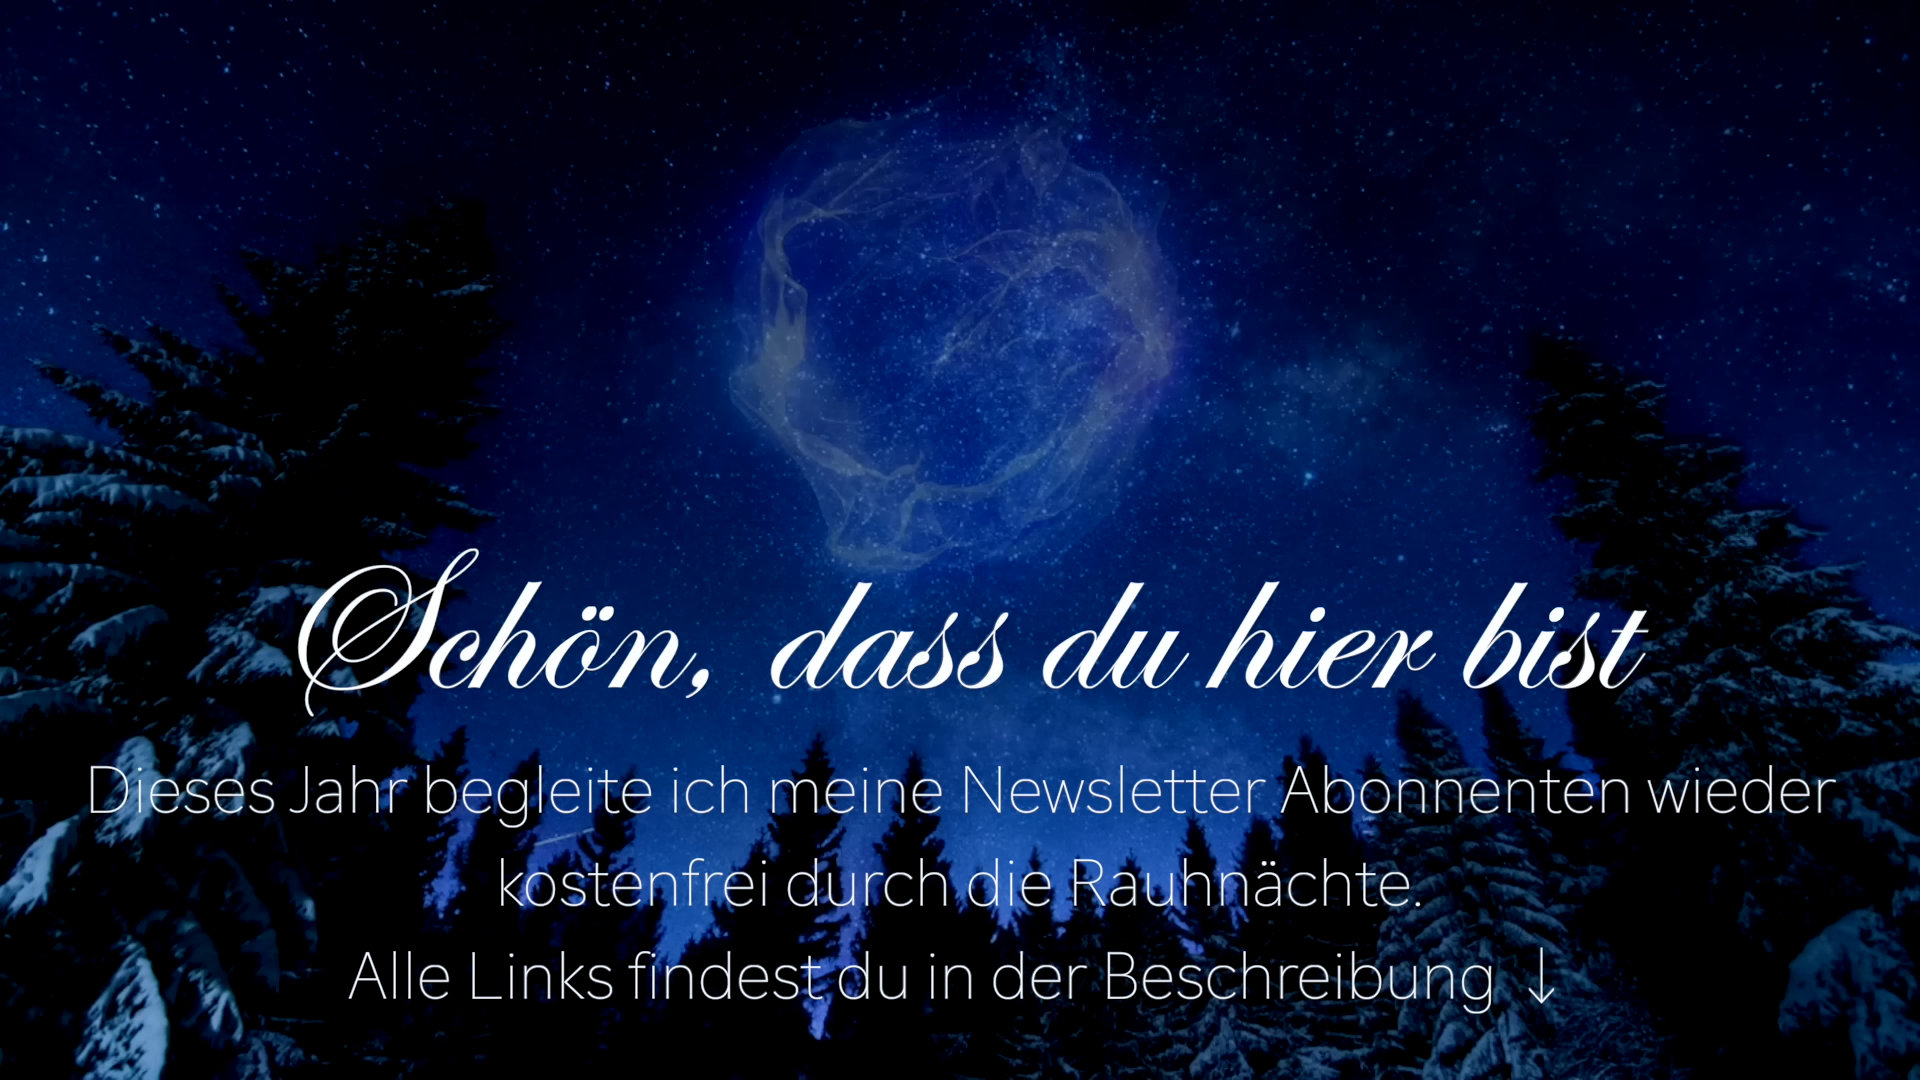 Schön, dass du hier bist
Dieses Jahr begleite ich meine Newsletter Abonnenten wieder
kostenfrei durch die Rauhnächte.
Alle Links findest du in der Beschreibung ↓